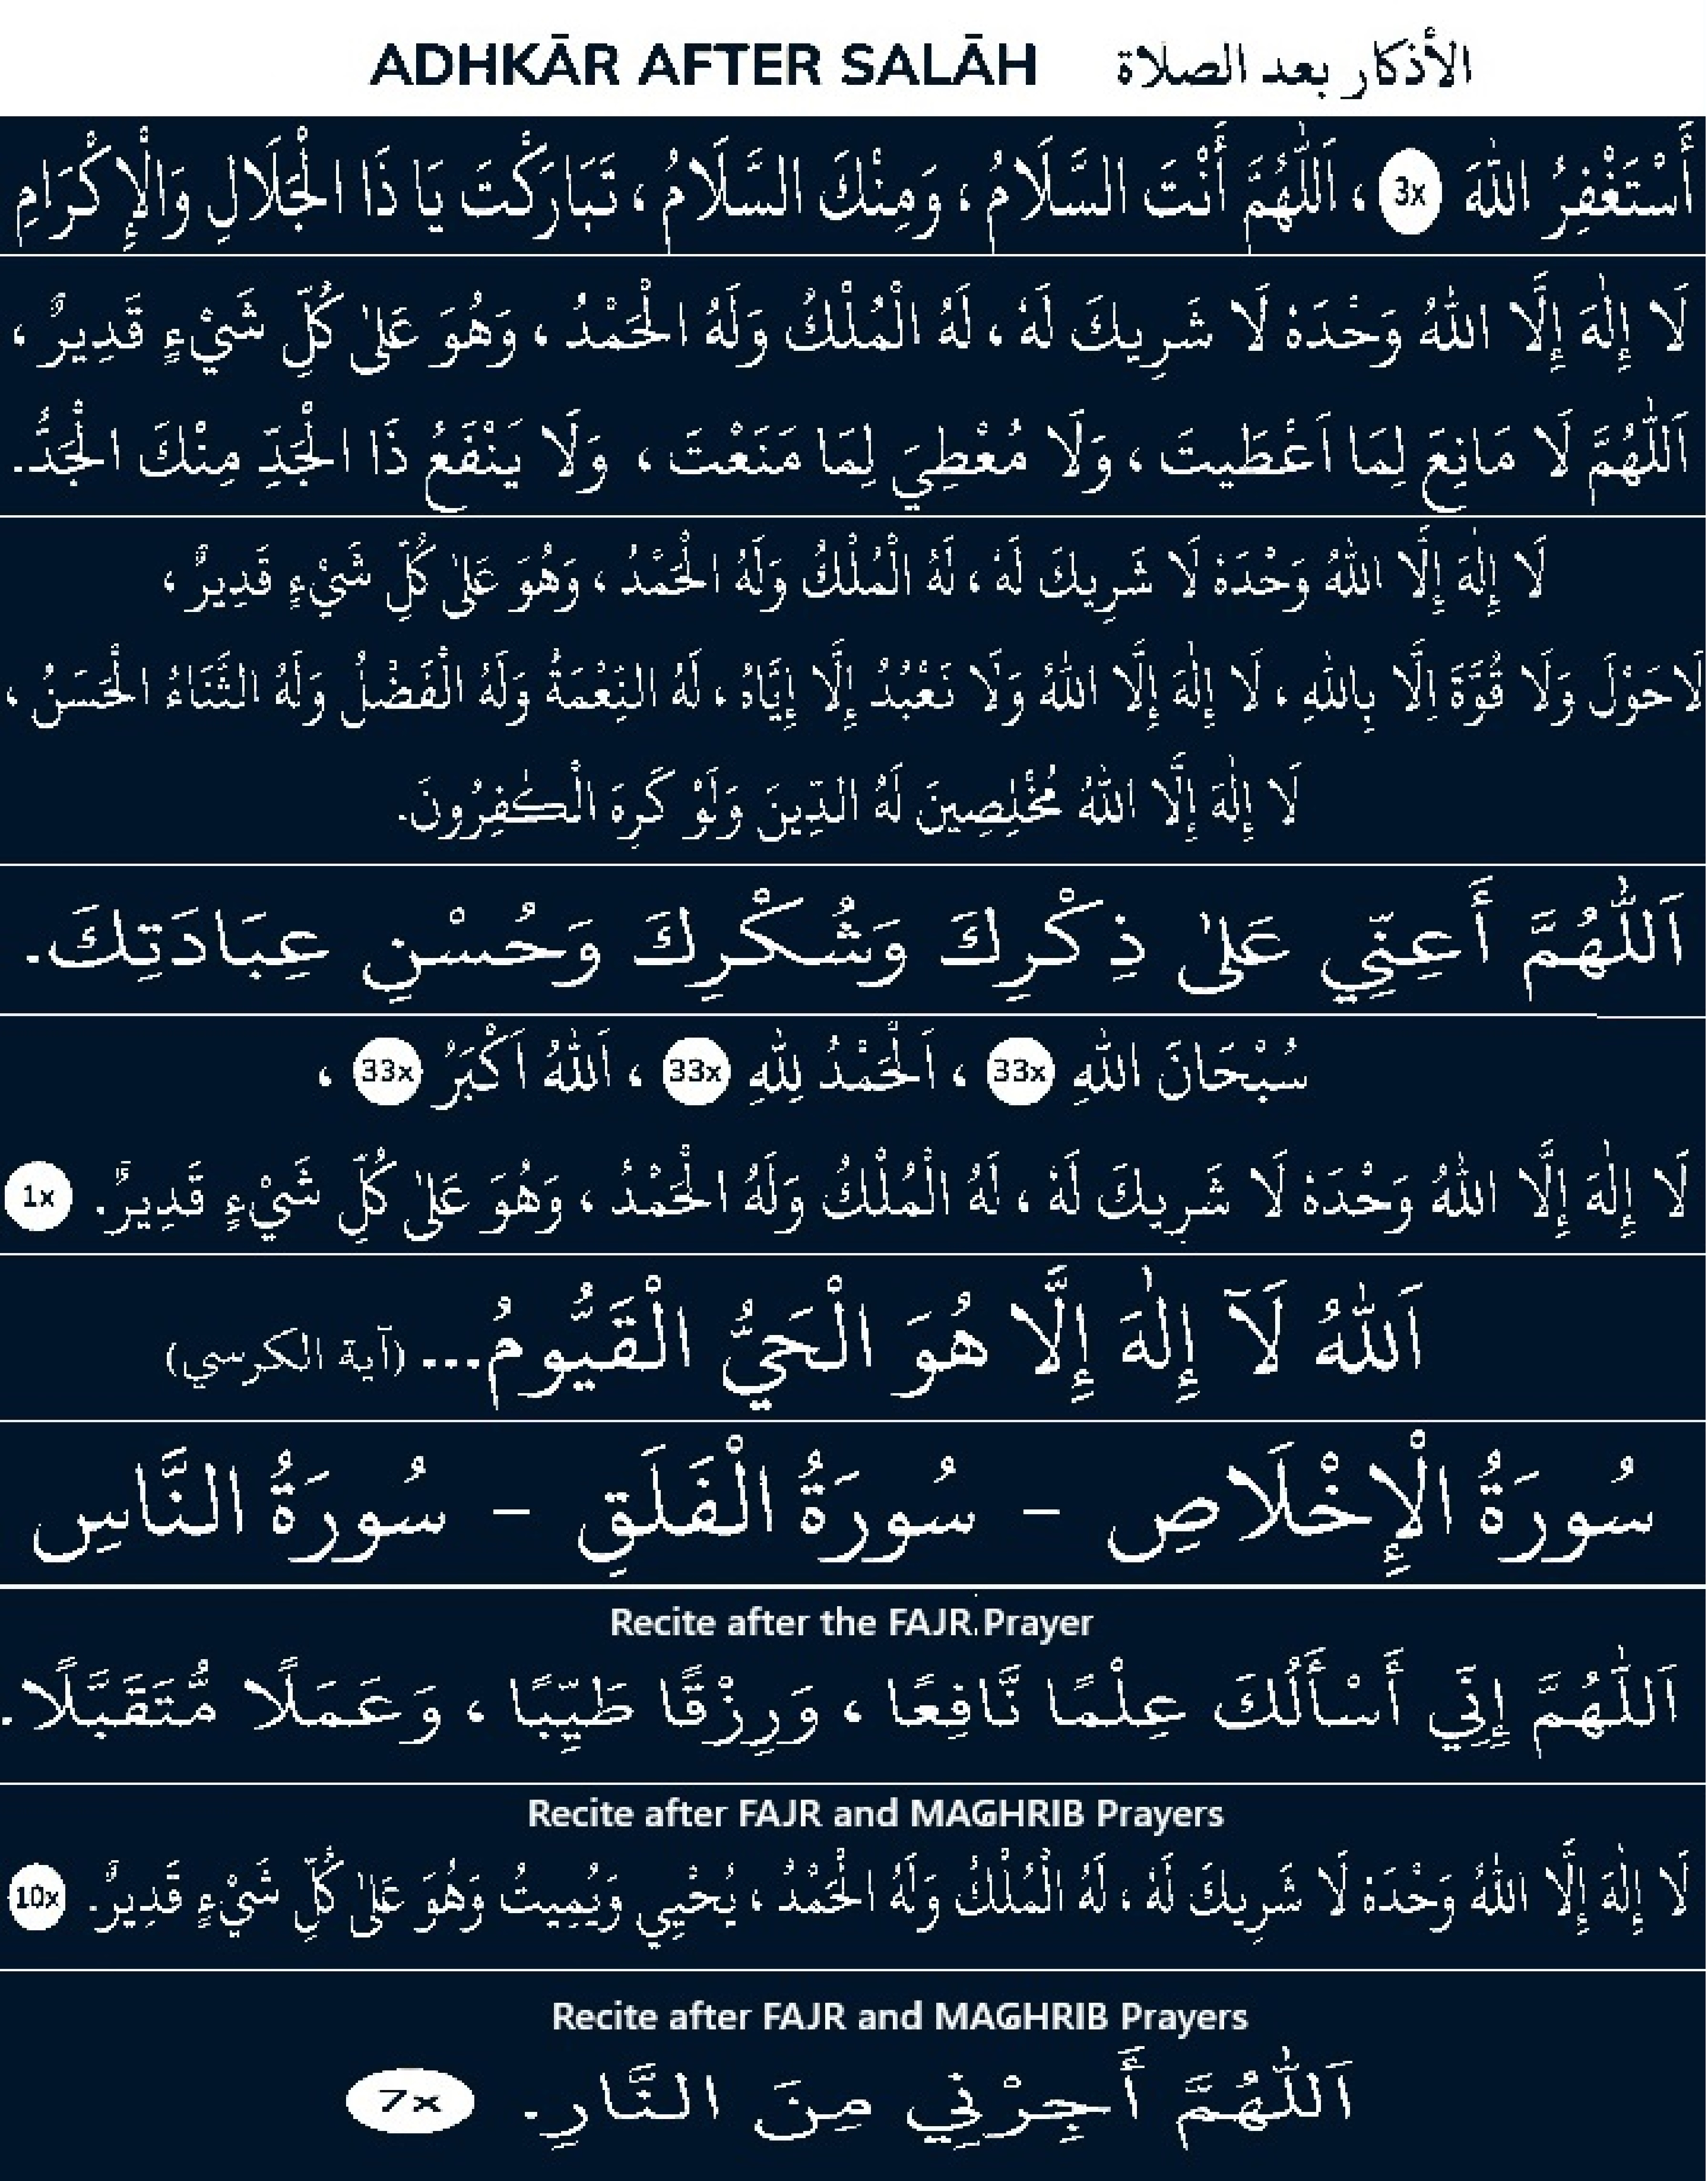 ADHKĀR AFTER SALĀH الأذكار بعد الصلاة
أَسْتَغْفِرُ اللهَ 3x ، اَللّٰهُمَّ أَنْتَ السَّلَامُ ، وَمِنْكَ السَّلَامُ ، تَبَارَكْتَ يَا ذَا الْجَلَالِ وَالْإِكْرَامِ
لَا إِلٰهَ إِلَّا اللهُ وَحْدَهٗ لَا شَرِيكَ لَهٗ ، لَهُ الْمُلْكُ وَلَهُ الْحَمْدُ ، وَهُوَ عَلىٰ كُلِّ شَيْءٍ قَدِيرٌ ،
اَللّٰهُمَّ لَا مَانِعَ لِمَا اَعْطَيتَ ، وَلَا مُعْطِيَ لِمَا مَنَعْتَ ، وَلَا يَنْفَعُ ذَا الْجَدِّ مِنْكَ الْجَدُّ.
لَا إِلٰهَ إِلَّا اللهُ وَحْدَهٗ لَا شَرِيكَ لَهٗ ، لَهُ الْمُلْكُ وَلَهُ الْحَمْدُ ، وَهُوَ عَلىٰ كُلِّ شَيْءٍ قَدِيرٌ ،
لَاحَوْلَ وَلَا قُوَّةَ اِلَّا بِاللهِ ، لَا إِلٰهَ إِلَّا اللهُ وَلَا نَعْبُدُ إِلَّا إِيَّاهُ ، لَهُ النِّعْمَةُ وَلَهُ الْفَضْلُ وَلَهُ الثَّنَاءُ الْحَسَنُ ،
لَا إِلٰهَ إِلَّا اللهُ مُخْلِصِينَ لَهُ الدِّينَ وَلَوْ كَرِهَ الْكٰفِرُونَ.
اَللّٰهُمَّ أَعِنِّي عَلىٰ ذِكْرِكَ وَشُكْرِكَ وَحُسْنِ عِبَادَتِكَ.
سُبْحَانَ اللهِ 33x ، اَلْحَمْدُ لِلّٰهِ 33x ، اَللهُ اَكْبَرُ 33x ،
لَا إِلٰهَ إِلَّا اللهُ وَحْدَهٗ لَا شَرِيكَ لَهٗ ، لَهُ الْمُلْكُ وَلَهُ الْحَمْدُ ، وَهُوَ عَلىٰ كُلِّ شَيْءٍ قَدِيرٌ. 1x
اَللهُ لَآ إِلٰهَ إِلَّا هُوَ الْحَيُّ الْقَيُّومُ... (آية الكرسي)
سُورَةُ الْإِخْلَاصِ – سُورَةُ الْفَلَقِ – سُورَةُ النَّاسِ
Recite after the FAJR Prayer
اَللّٰهُمَّ إِنِّي أَسْأَلُكَ عِلْمًا نَّافِعًا ، وَرِزْقًا طَيِّبًا ، وَعَمَلًا مُّتَقَبَّلًا.
Recite after FAJR and MAGHRIB Prayers
لَا إِلٰهَ إِلَّا اللهُ وَحْدَهٗ لَا شَرِيكَ لَهٗ ، لَهُ الْمُلْكُ وَلَهُ الْحَمْدُ ، يُحْيِي وَيُمِيتُ وَهُوَ عَلىٰ كُلِّ شَيْءٍ قَدِيرٌ. 10x
Recite after FAJR and MAGHRIB Prayers
اَللّٰهُمَّ أَجِرْنِي مِنَ النَّارِ. 7x